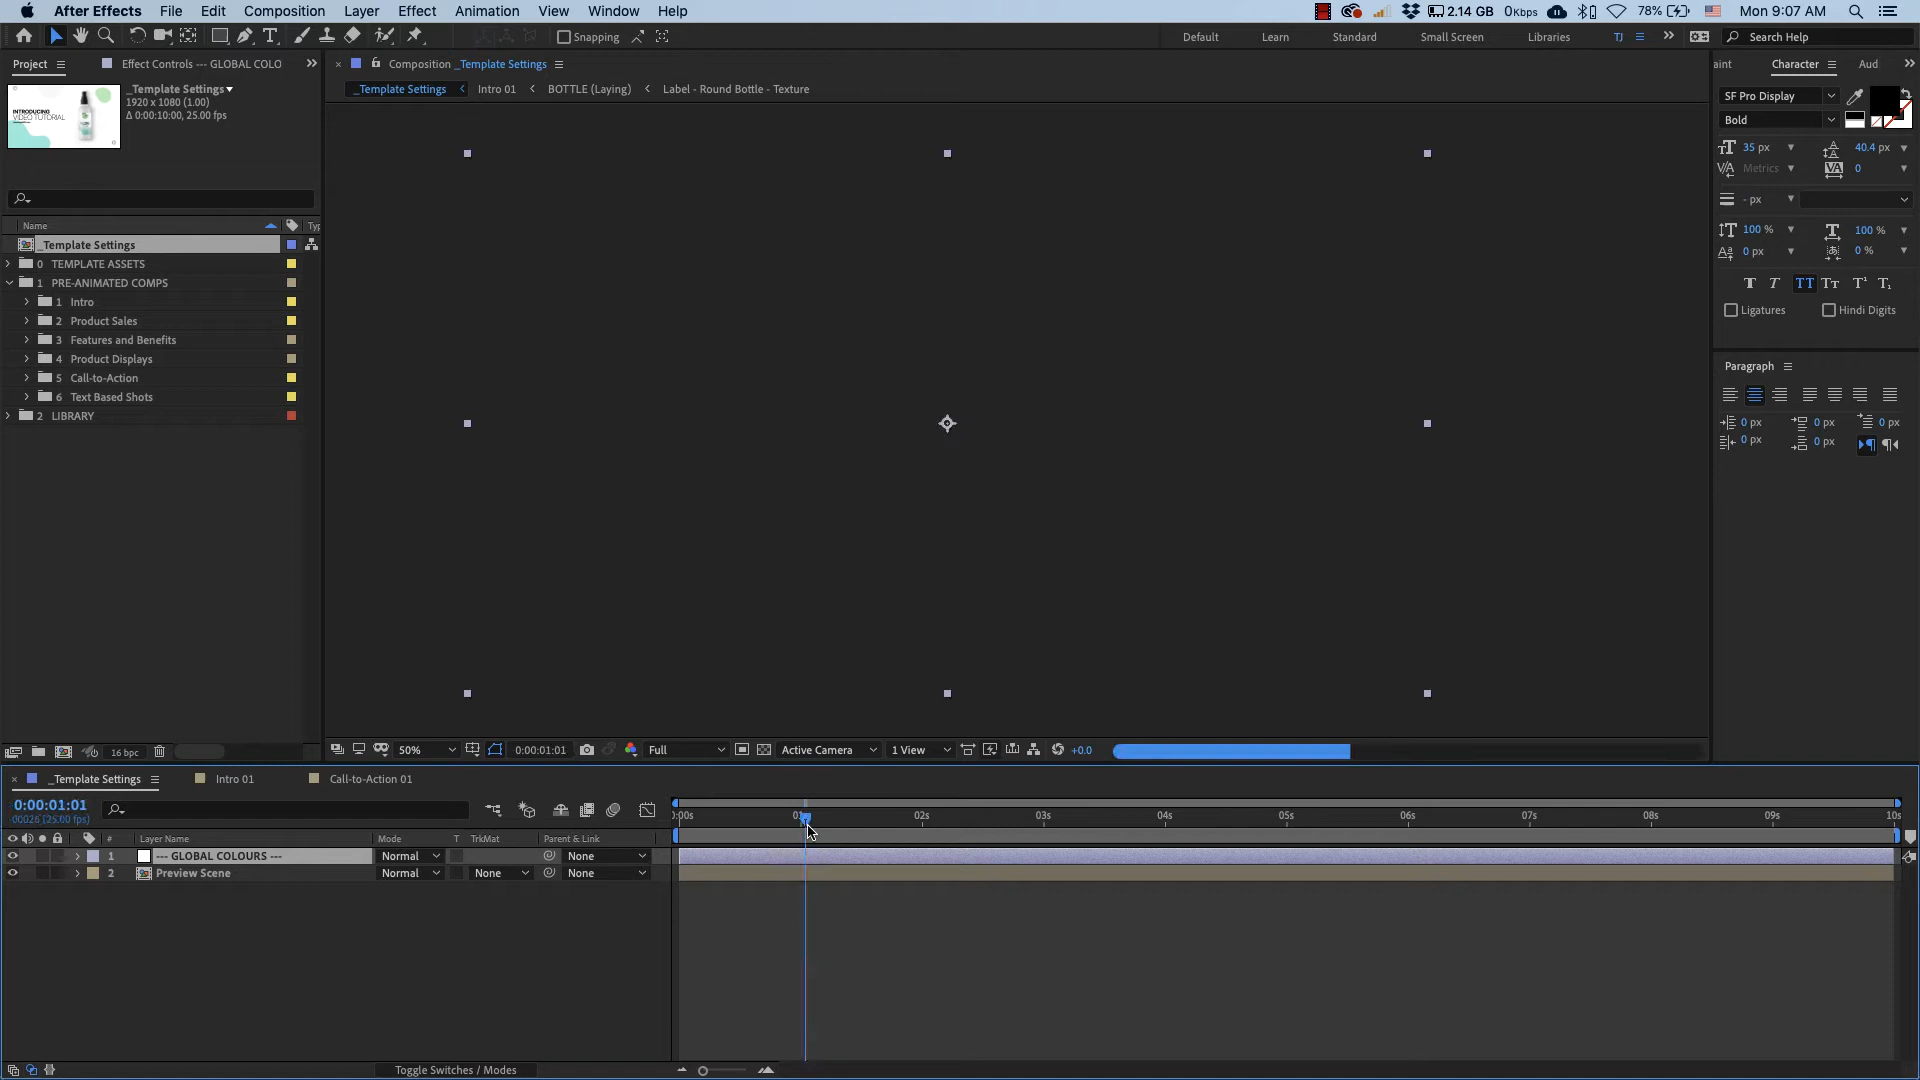 After Effects File Edit Composition Layer Effect Animation View Window Help 2.14 GB 0Kbps 78% Mon 9:07 AM
Snapping Default Learn Standard Small Screen Libraries TJ Search Help
Project Effect Controls --- GLOBAL COLO
Composition _Template Settings
aint Character Aud
_Template Settings Intro 01 BOTTLE (Laying) Label - Round Bottle - Texture
_Template Settings
1920 x 1080 (1.00)
Δ 0:00:10:00, 25.00 fps
INTRODUCING
VIDEO TUTORIAL
SF Pro Display
Bold
35 px 40.4 px
Metrics 0
- px
100 % 100 %
0 px 0 %
Ligatures Hindi Digits
Paragraph
0 px 0 px 0 px
0 px 0 px
Name Typ
_Template Settings
0 TEMPLATE ASSETS
1 PRE-ANIMATED COMPS
1 Intro
2 Product Sales
3 Features and Benefits
4 Product Displays
5 Call-to-Action
6 Text Based Shots
2 LIBRARY
16 bpc
50% 0:00:01:01 Full Active Camera 1 View +0.0
_Template Settings Intro 01 Call-to-Action 01
0:00:01:01
00026 (25.00 fps)
:00s 02s 03s 04s 05s 06s 07s 08s 09s 10s
# Layer Name Mode T TrkMat Parent & Link
1 --- GLOBAL COLOURS --- Normal None
2 Preview Scene Normal None None
Toggle Switches / Modes